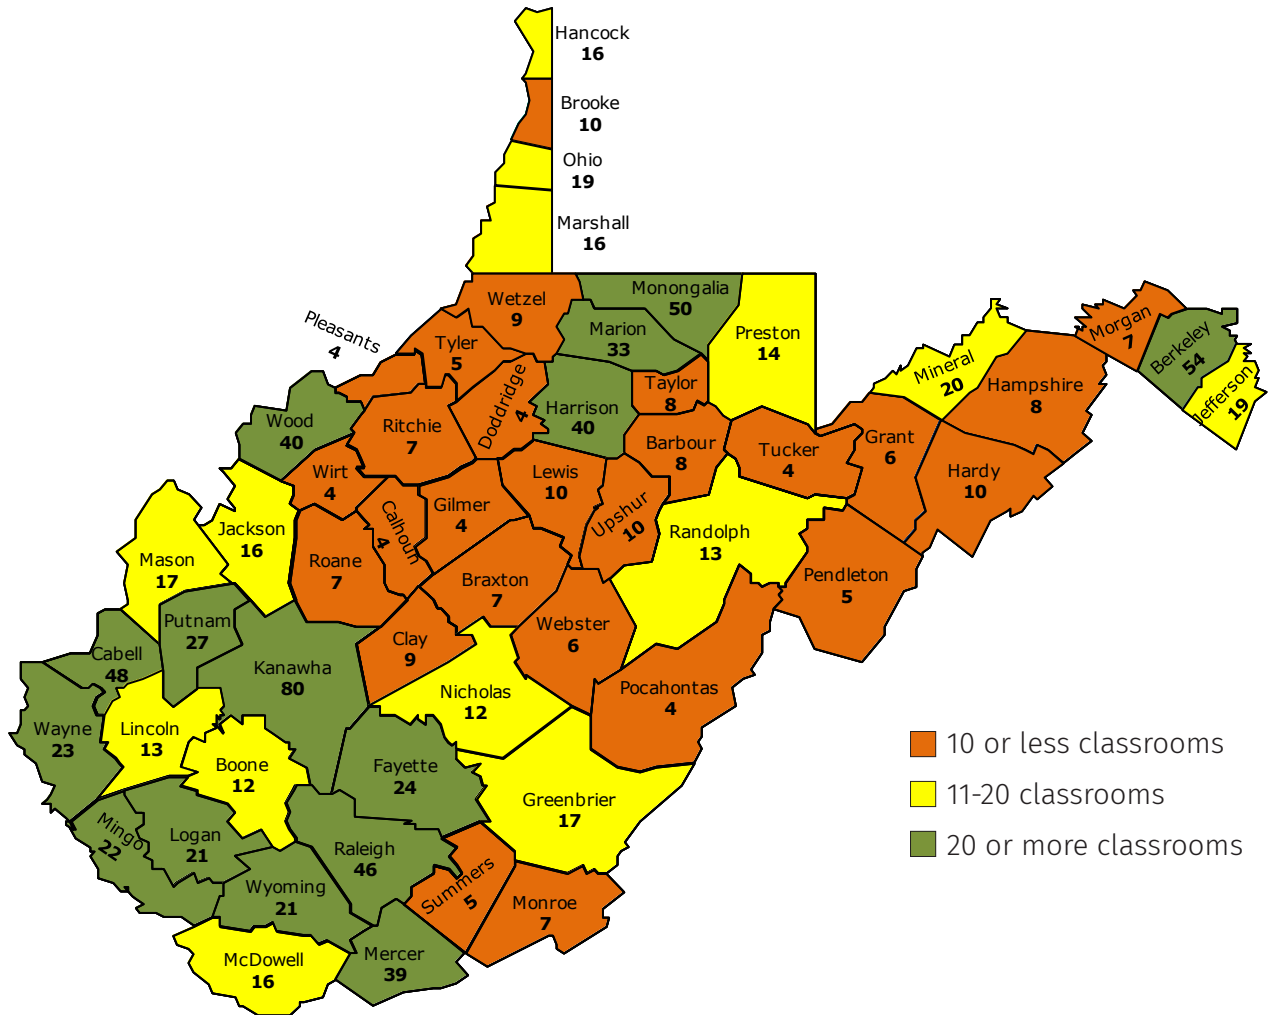 Hancock
16
Brooke
10
Ohio
19
Marshall
16
Wetzel
9
Monongalia
50
Marion
33
Preston
14
Pleasants
4
Tyler
5
Doddridge
4
Harrison
40
Taylor
8
Mineral
20
Hampshire
8
Morgan
7
Berkeley
54
Jefferson
19
Wood
40
Ritchie
7
Barbour
8
Tucker
4
Grant
6
Hardy
10
Wirt
4
Calhoun
4
Gilmer
4
Lewis
10
Upshur
10
Randolph
13
Pendleton
5
Mason
17
Jackson
16
Roane
7
Braxton
7
Webster
6
Pocahontas
4
Putnam
27
Cabell
48
Kanawha
80
Clay
9
Nicholas
12
Wayne
23
Lincoln
13
Boone
12
Fayette
24
Greenbrier
17
Mingo
22
Logan
21
Raleigh
46
Wyoming
21
Summers
5
Monroe
7
McDowell
16
Mercer
39
10 or less classrooms
11-20 classrooms
20 or more classrooms